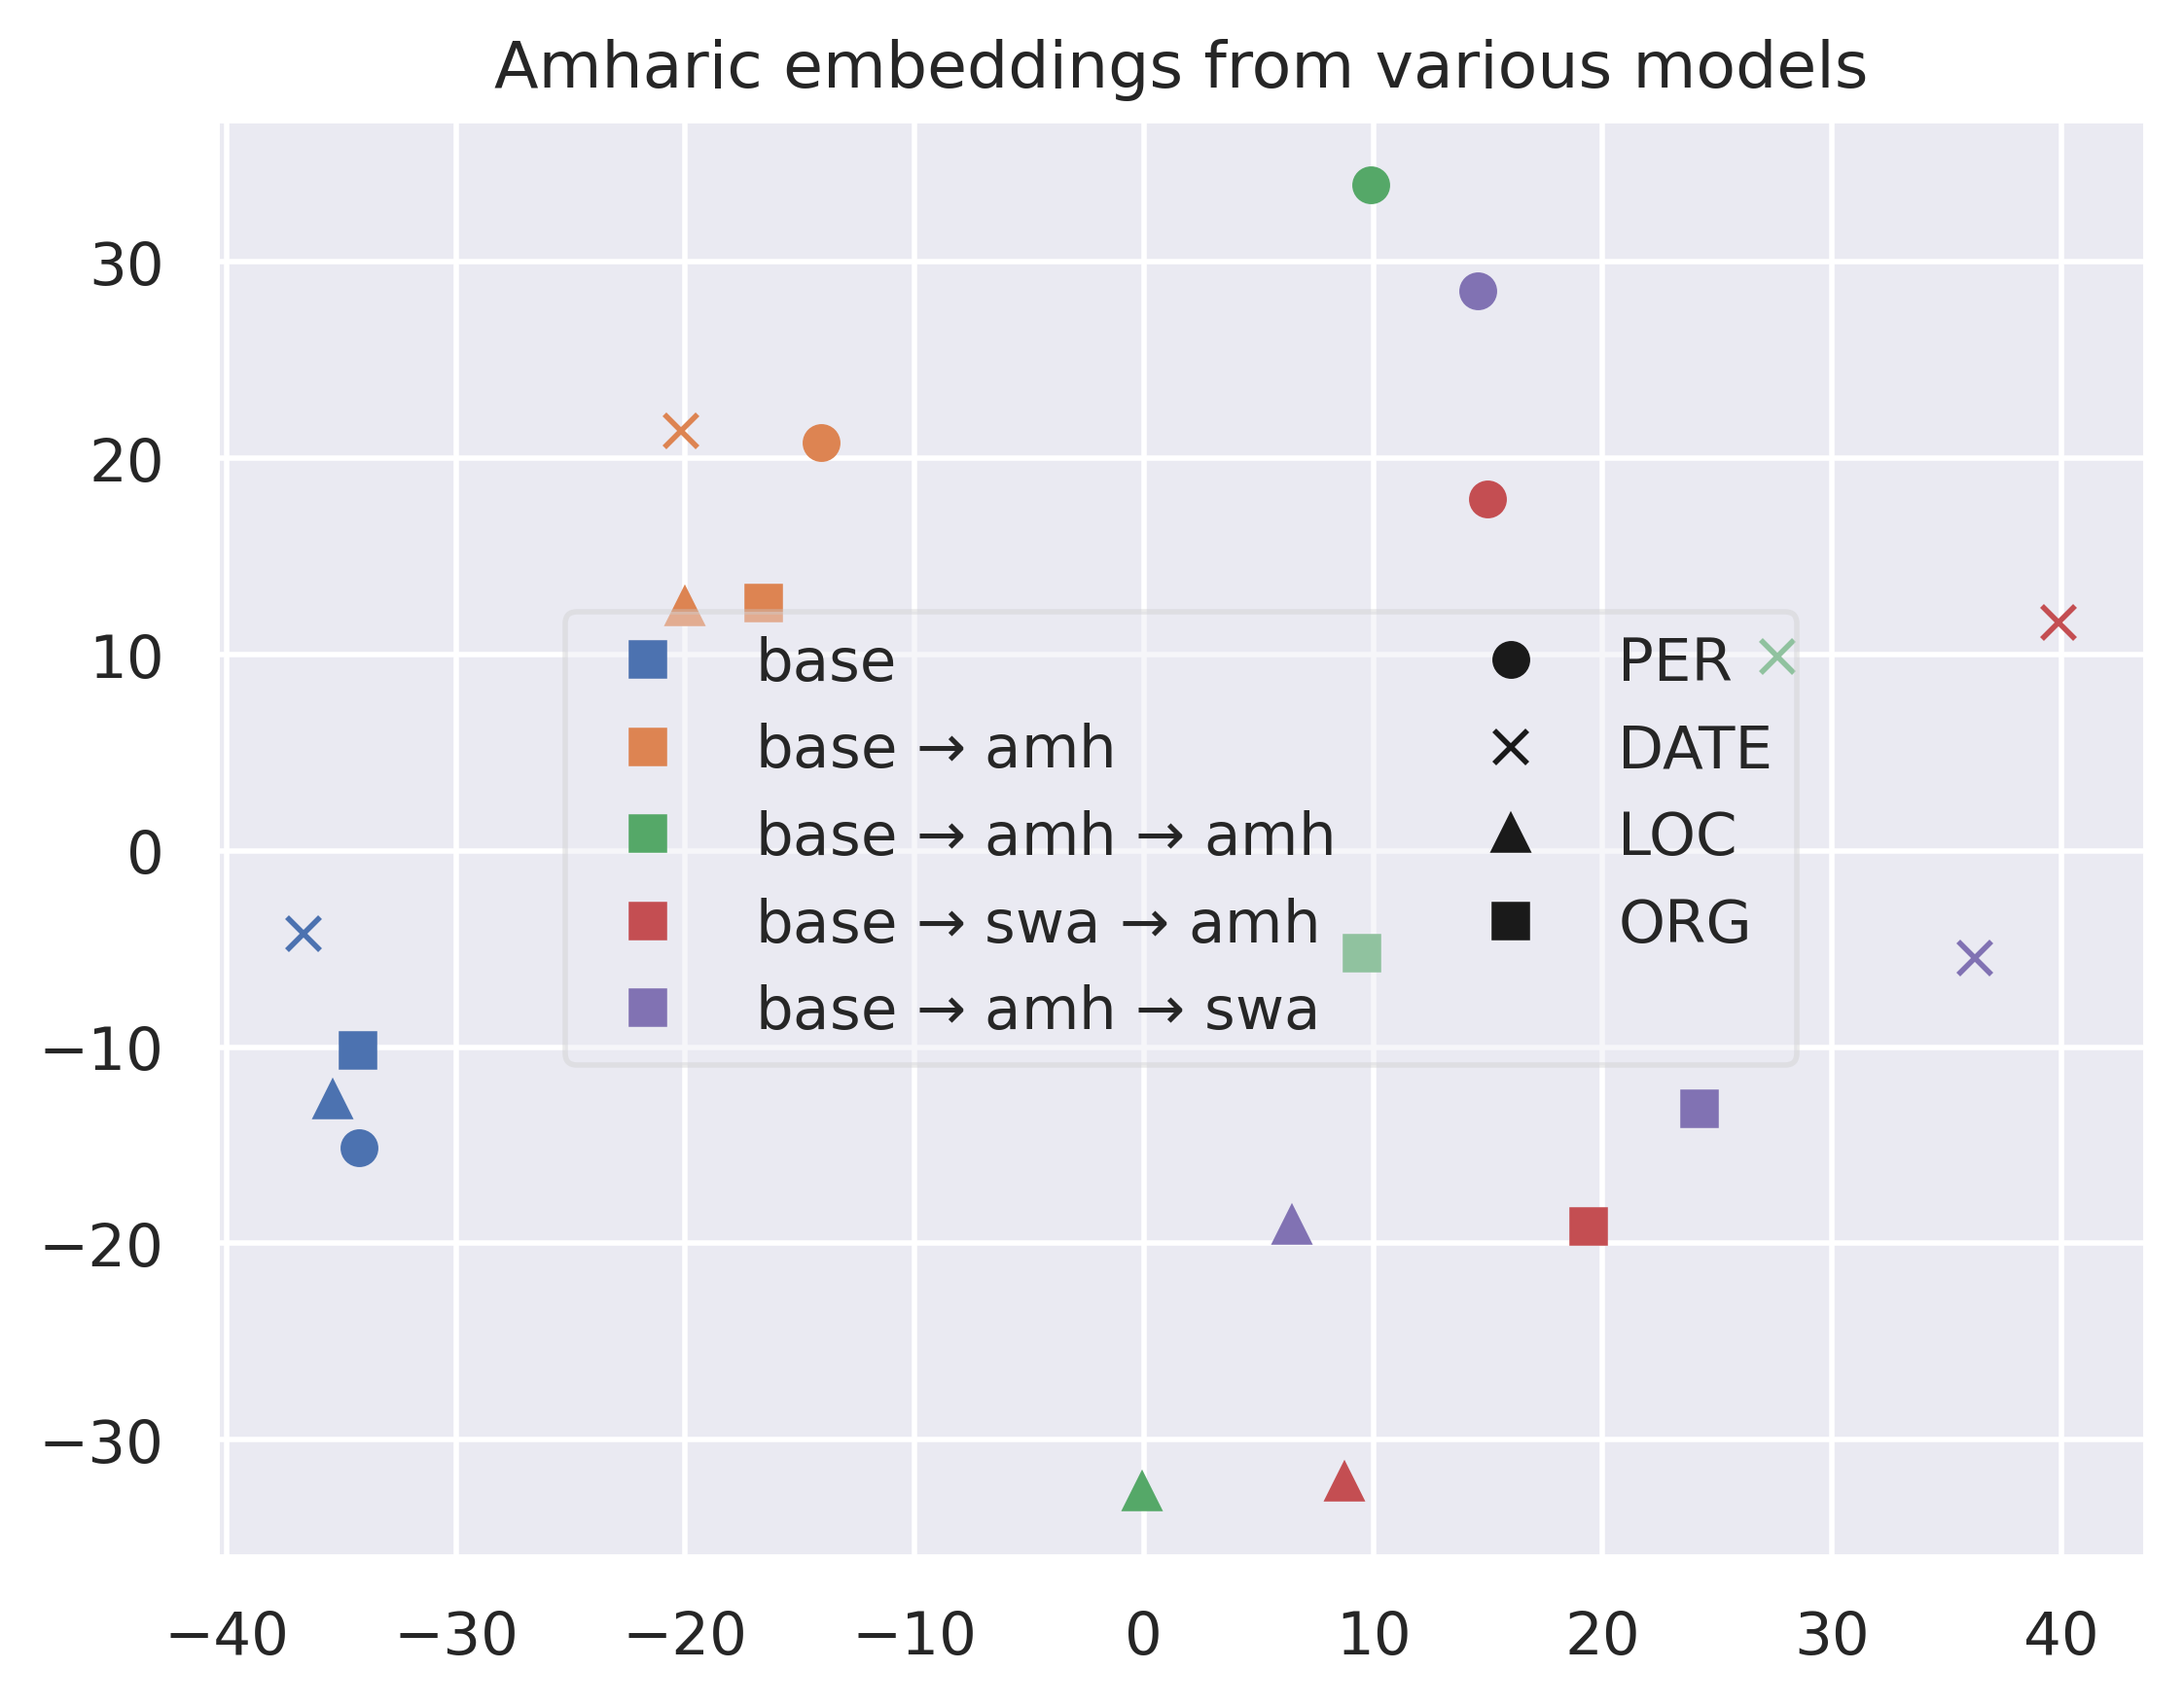 Amharic embeddings from various models
30
20
10
0
−10
−20
−30
base
base → amh
base → amh → amh
base → swa → amh
base → amh → swa
PER
DATE
LOC
ORG
−40 −30 −20 −10 0 10 20 30 40